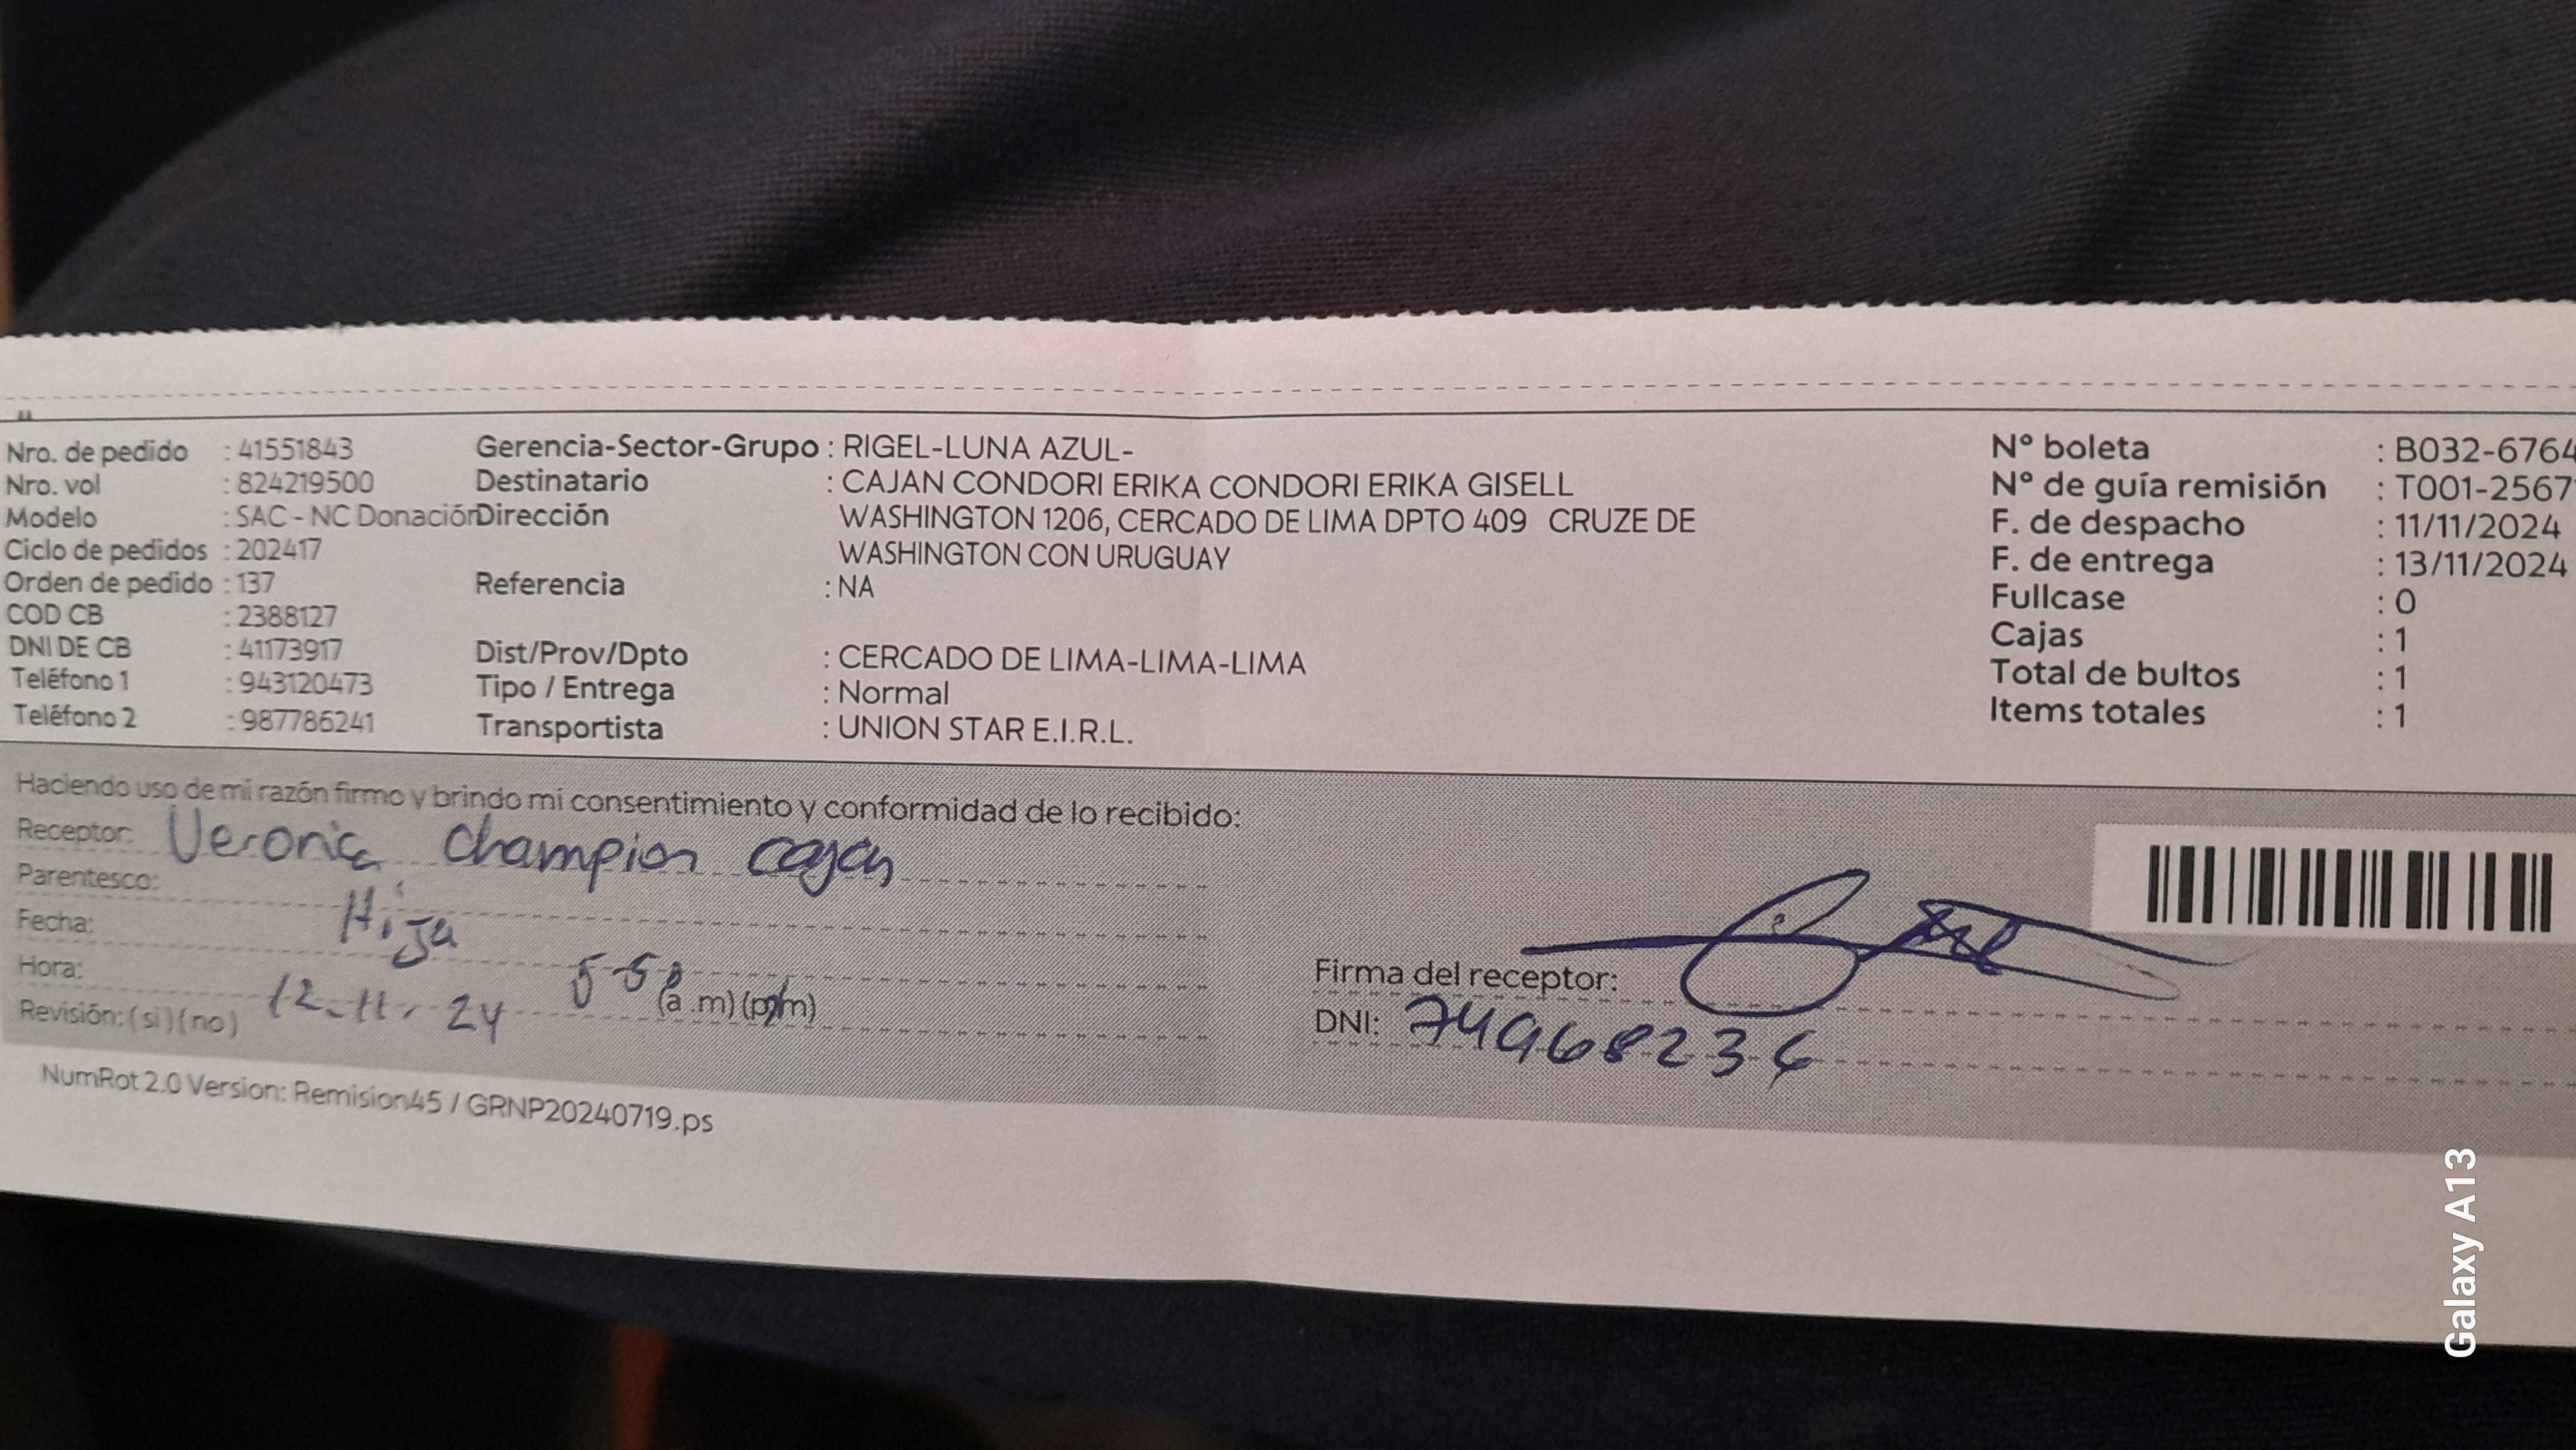 Nro. de pedido : 41551843
Nro. vol : 824219500
Modelo : SAC - NC Donación
Ciclo de pedidos : 202417
Orden de pedido : 137
COD CB : 2388127
DNI DE CB : 41173917
Teléfono 1 : 943120473
Teléfono 2 : 987786241
Gerencia-Sector-Grupo : RIGEL-LUNA AZUL-
Destinatario : CAJAN CONDORI ERIKA CONDORI ERIKA GISELL
Dirección WASHINGTON 1206, CERCADO DE LIMA DPTO 409 CRUZE DE
WASHINGTON CON URUGUAY
Referencia : NA
Dist/Prov/Dpto : CERCADO DE LIMA-LIMA-LIMA
Tipo / Entrega : Normal
Transportista : UNION STAR E.I.R.L.
Nº boleta : B032-6764
Nº de guía remisión : T001-2567
F. de despacho : 11/11/2024
F. de entrega : 13/11/2024
Fullcase : 0
Cajas : 1
Total de bultos : 1
Items totales : 1
Haciendo uso de mi razón firmo y brindo mi consentimiento y conformidad de lo recibido:
Receptor: Veronica champion cajan
Parentesco: Hija
Fecha: 12-11-24
Hora: (a .m) (p.m)
Revisión: (si) (no)
Firma del receptor:
DNI: 74968236
NumRot 2.0 Version: Remision45 / GRNP20240719.ps
Galaxy A13